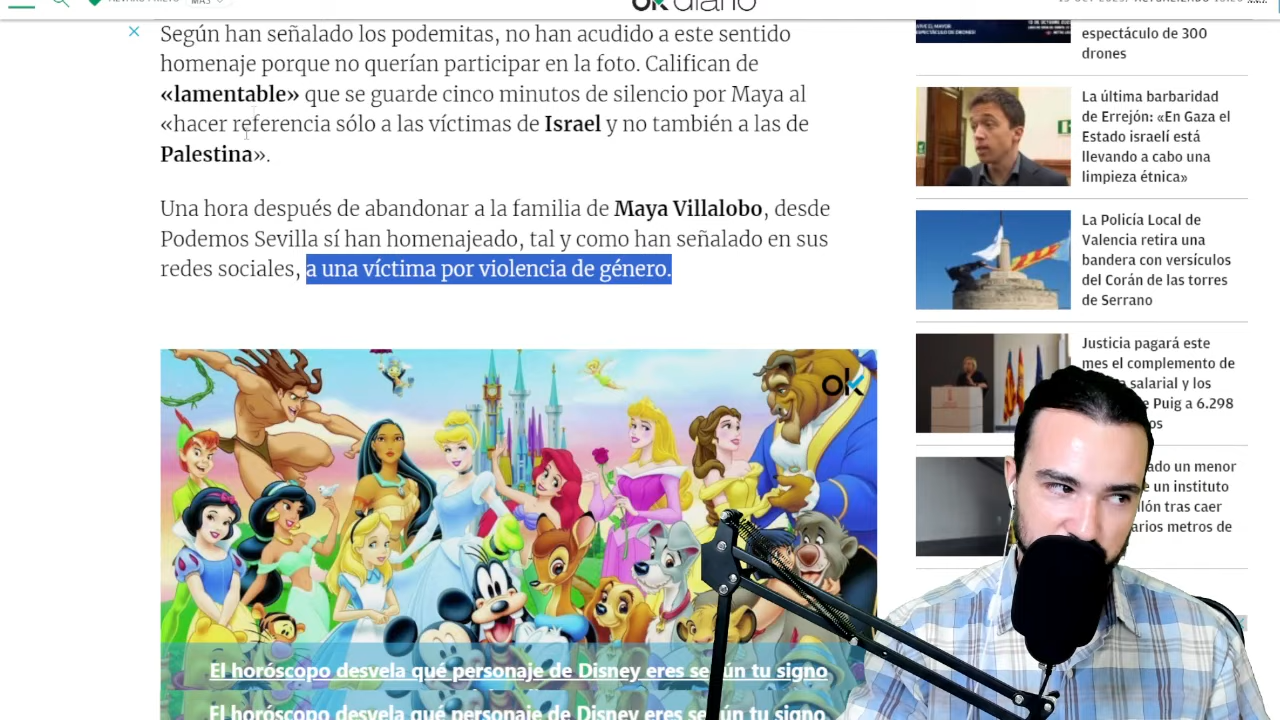 okdiario
MÁS
Según han señalado los podemitas, no han acudido a este sentido
homenaje porque no querían participar en la foto. Califican de
«lamentable» que se guarde cinco minutos de silencio por Maya al
«hacer referencia sólo a las víctimas de Israel y no también a las de
Palestina».
Una hora después de abandonar a la familia de Maya Villalobo, desde
Podemos Sevilla sí han homenajeado, tal y como han señalado en sus
redes sociales, a una víctima por violencia de género.
ok
El horóscopo desvela qué personaje de Disney eres según tu signo
El horóscopo desvela qué personaje de Disney eres según tu signo
espectáculo de 300
drones
La última barbaridad
de Errejón: «En Gaza el
Estado israelí está
llevando a cabo una
limpieza étnica»
La Policía Local de
Valencia retira una
bandera con versículos
del Corán de las torres
de Serrano
Justicia pagará este
mes el complemento de
salarial y los
Puig a 6.298
os
ado un menor
e un instituto
llón tras caer
arios metros de